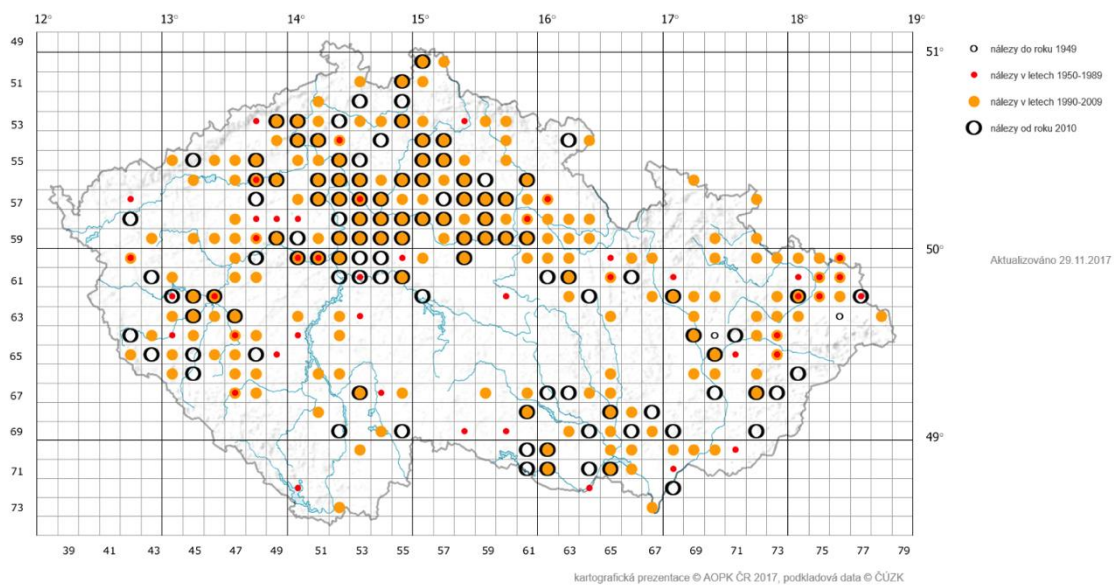 12° 13° 14° 15° 16° 17° 18° 19°
49
51° nálezy do roku 1949
51
nálezy v letech 1950-1989
nálezy v letech 1990-2009
53
nálezy od roku 2010
55
57
59
50°
Aktualizováno 29.11.2017
61
63
65
67
69
49°
71
73
39 41 43 45 47 49 51 53 55 57 59 61 63 65 67 69 71 73 75 77 79
kartografická prezentace © AOPK ČR 2017, podkladová data © ČÚZK